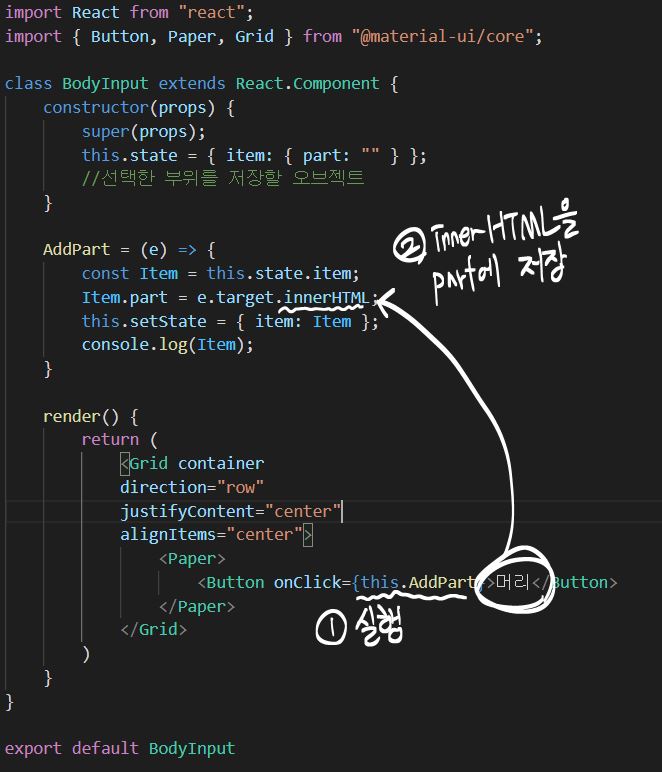 import React from "react";
import { Button, Paper, Grid } from "@material-ui/core";
class BodyInput extends React.Component {
constructor(props) {
super(props);
this.state = { item: { part: "" } };
//선택한 부위를 저장할 오브젝트
}
AddPart = (e) => {
const Item = this.state.item;
Item.part = e.target.innerHTML;
this.setState = { item: Item };
console.log(Item);
}
② innerHTML을
part에 저장
render() {
return (
<Grid container
direction="row"
justifyContent="center"
alignItems="center">
<Paper>
<Button onClick={this.AddPart}>머리</Button>
</Paper>
① 실행
</Grid>
)
}
}
export default BodyInput